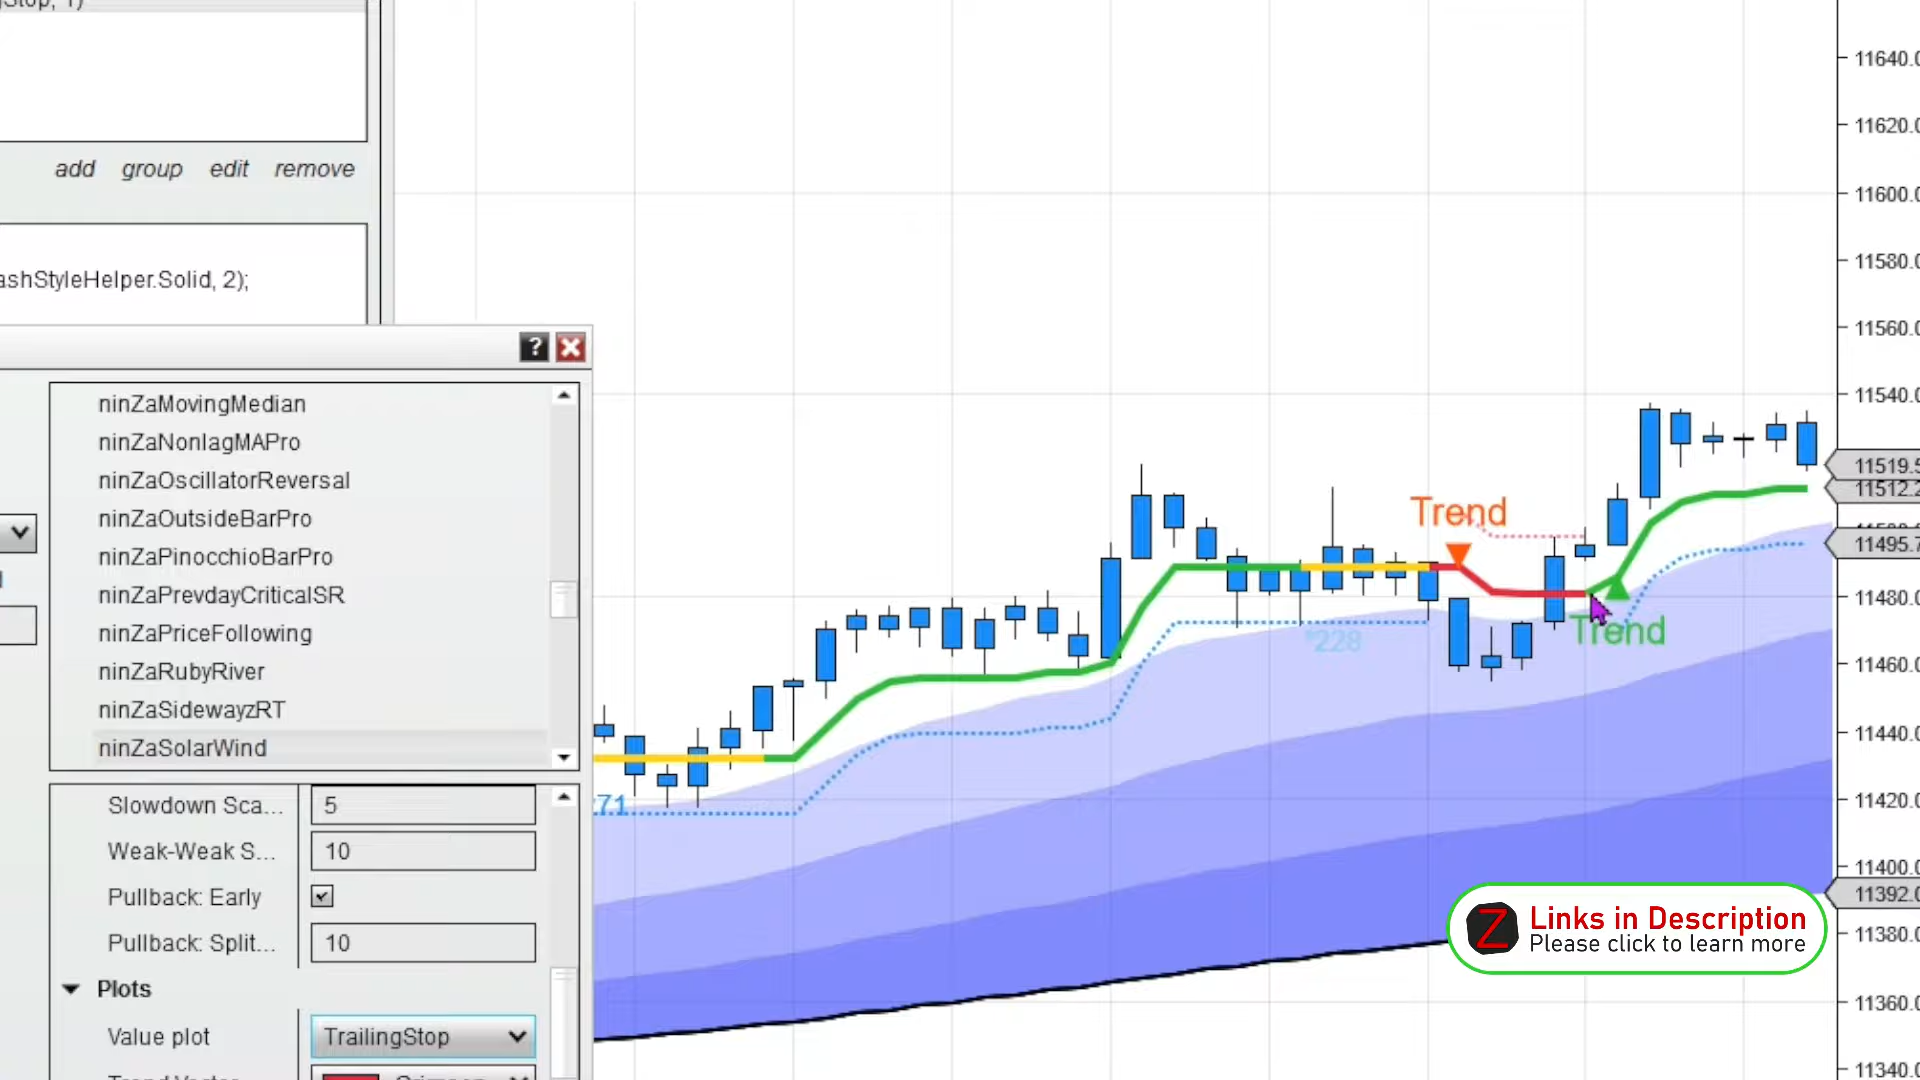 add group edit remove
ashStyleHelper.Solid, 2);
?
ninZaMovingMedian
ninZaNonlagMAPro
ninZaOscillatorReversal
ninZaOutsideBarPro
ninZaPinocchioBarPro
ninZaPrevdayCriticalSR
ninZaPriceFollowing
ninZaRubyRiver
ninZaSidewayzRT
ninZaSolarWind
Slowdown Sca... 5
Weak-Weak S... 10
Pullback: Early
Pullback: Split... 10
Plots
Value plot TrailingStop
Trend
Trend
228
71
11640.0
11620.0
11600.0
11580.0
11560.0
11540.0
11519.5
11512.2
11495.7
11480.0
11460.0
11440.0
11420.0
11400.0
11392.0
11380.0
11360.0
11340.0
Z
Links in Description
Please click to learn more